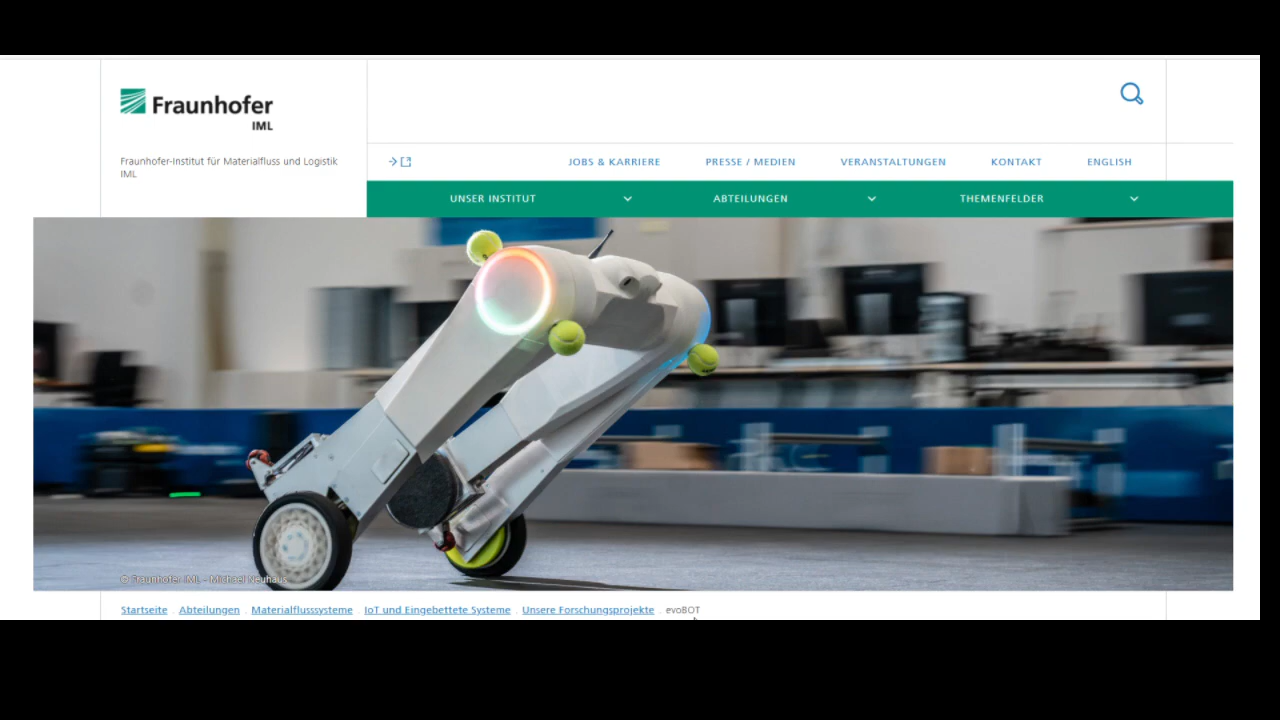 Fraunhofer
IML
Fraunhofer-Institut für Materialfluss und Logistik
IML
JOBS & KARRIERE PRESSE / MEDIEN VERANSTALTUNGEN KONTAKT ENGLISH
UNSER INSTITUT ABTEILUNGEN THEMENFELDER
© Fraunhofer IML - Michael Neuhaus
Startseite . Abteilungen . Materialflusssysteme . IoT und Eingebettete Systeme . Unsere Forschungsprojekte . evoBOT